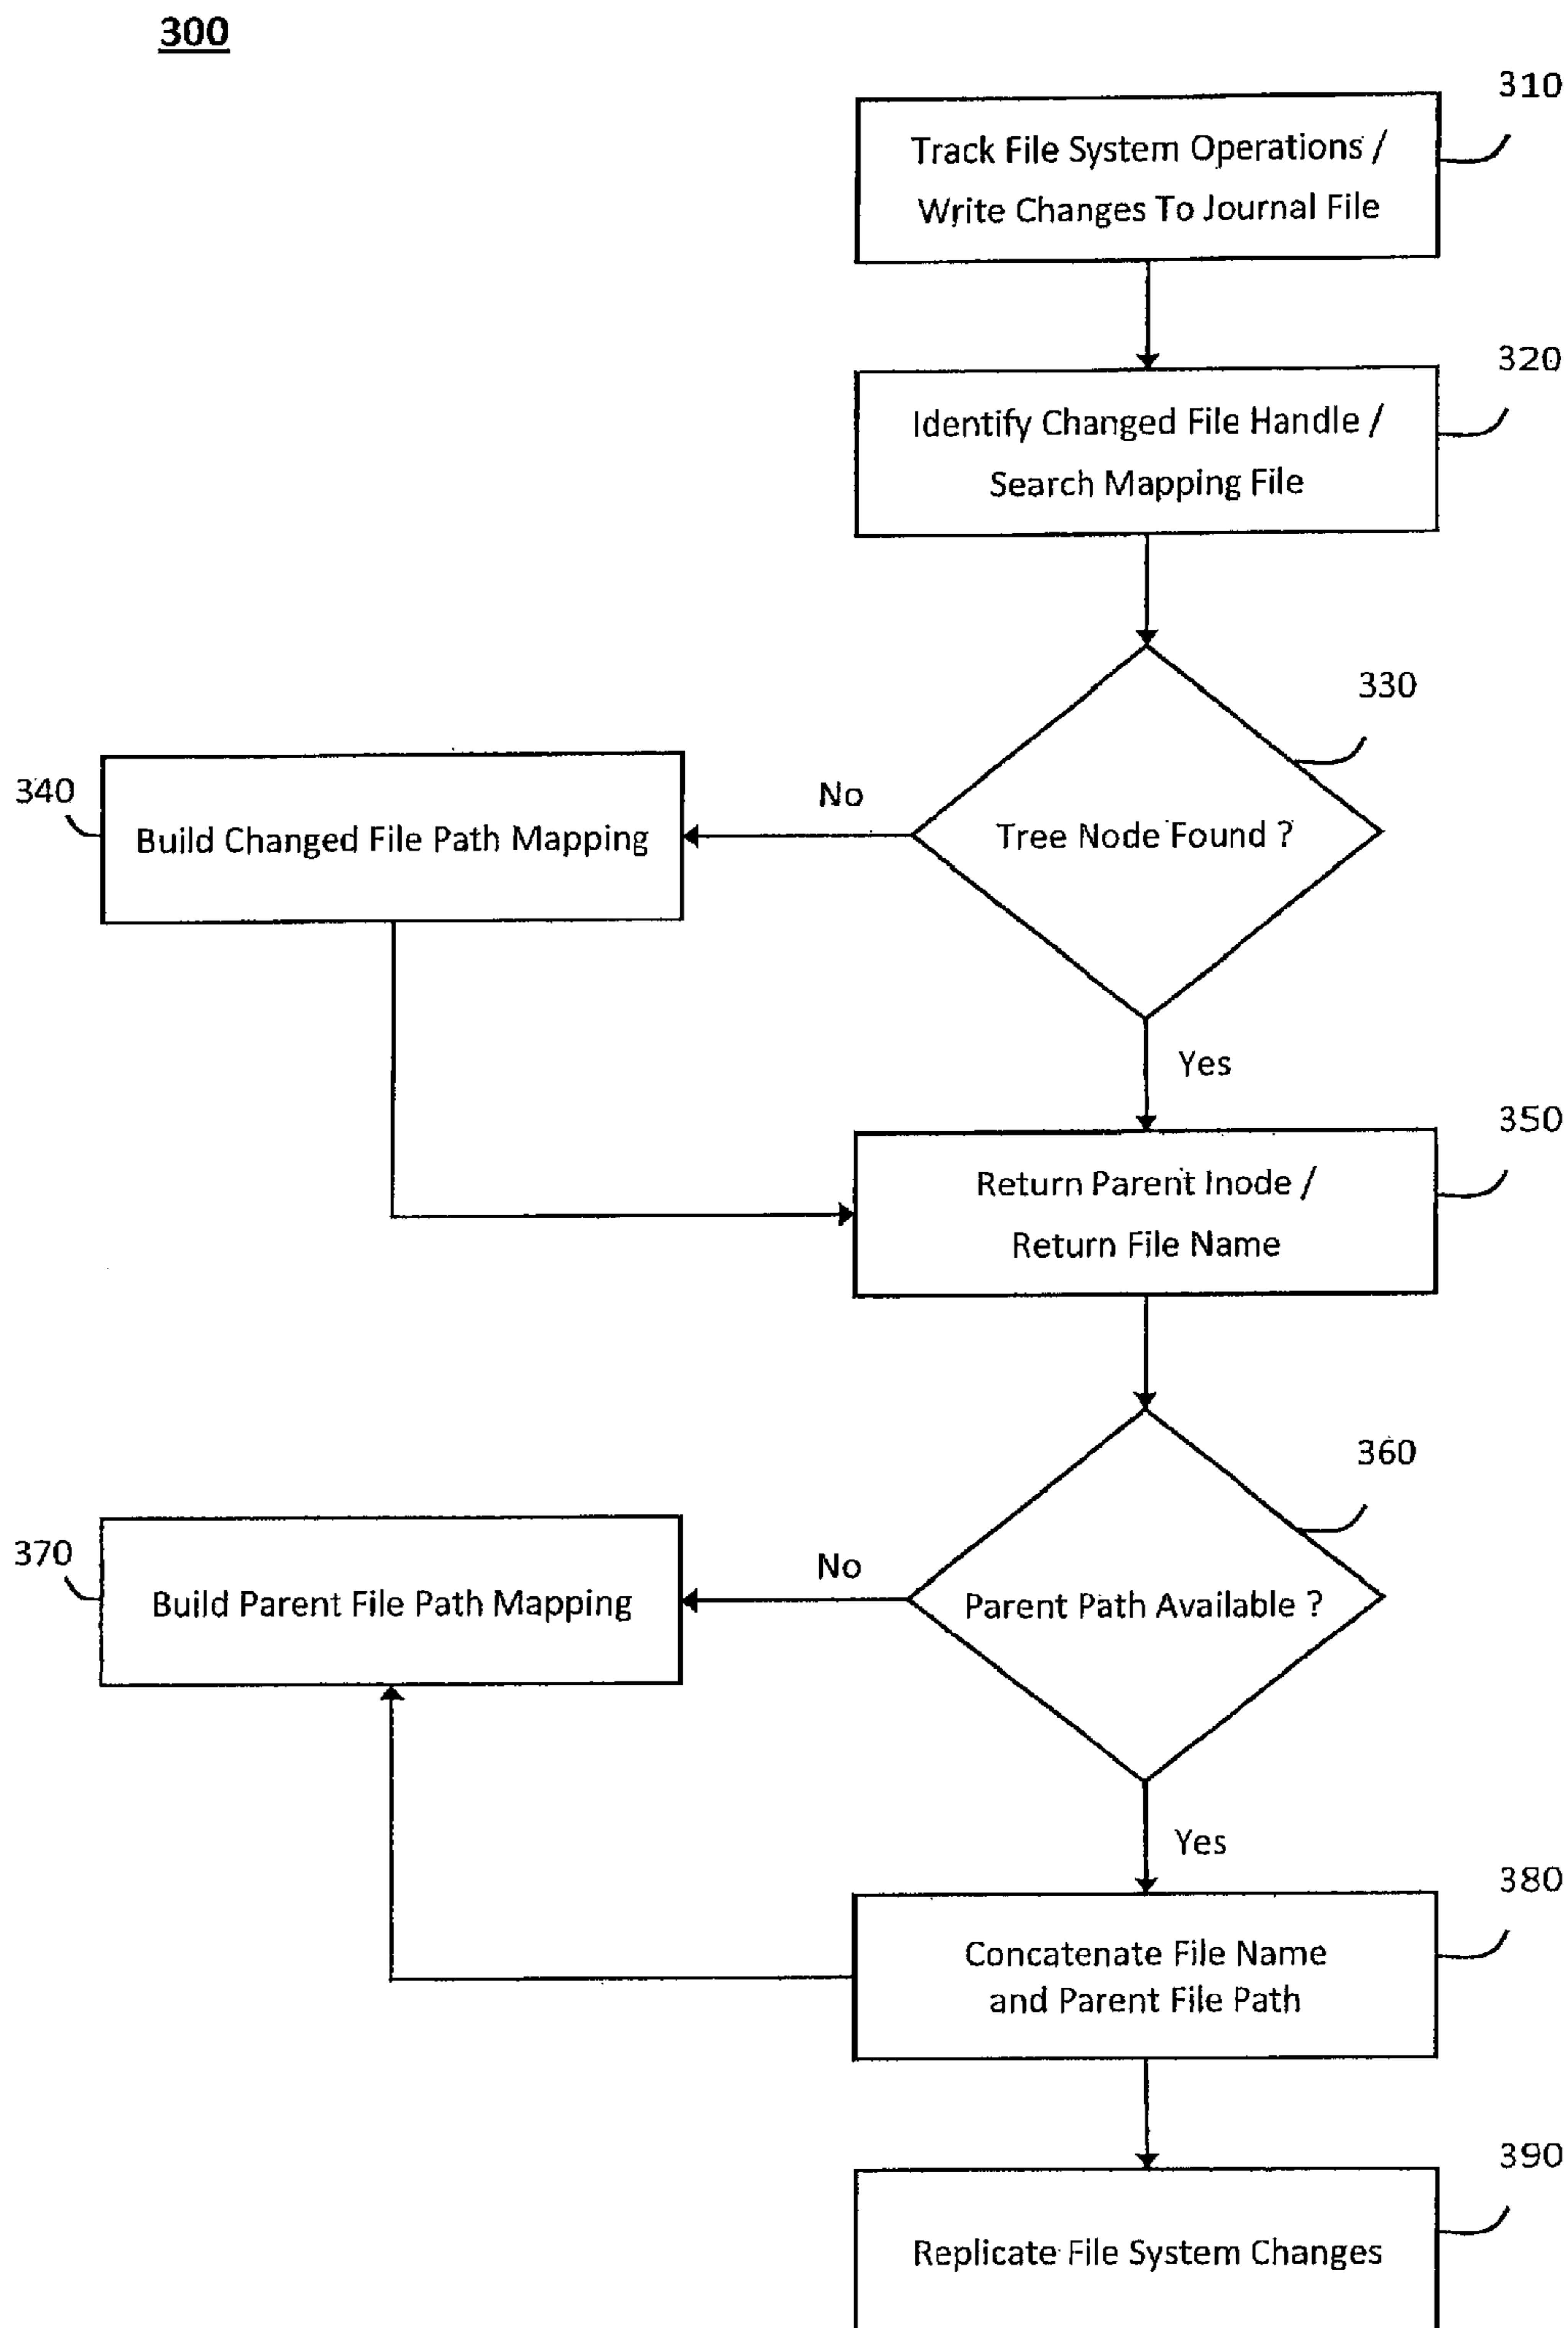 300
310
Track File System Operations /
Write Changes To Journal File
320
Identify Changed File Handle /
Search Mapping File
330
340
No
Build Changed File Path Mapping
Tree Node Found ?
Yes
350
Return Parent Inode /
Return File Name
360
370
No
Build Parent File Path Mapping
Parent Path Available ?
Yes
380
Concatenate File Name
and Parent File Path
390
Replicate File System Changes